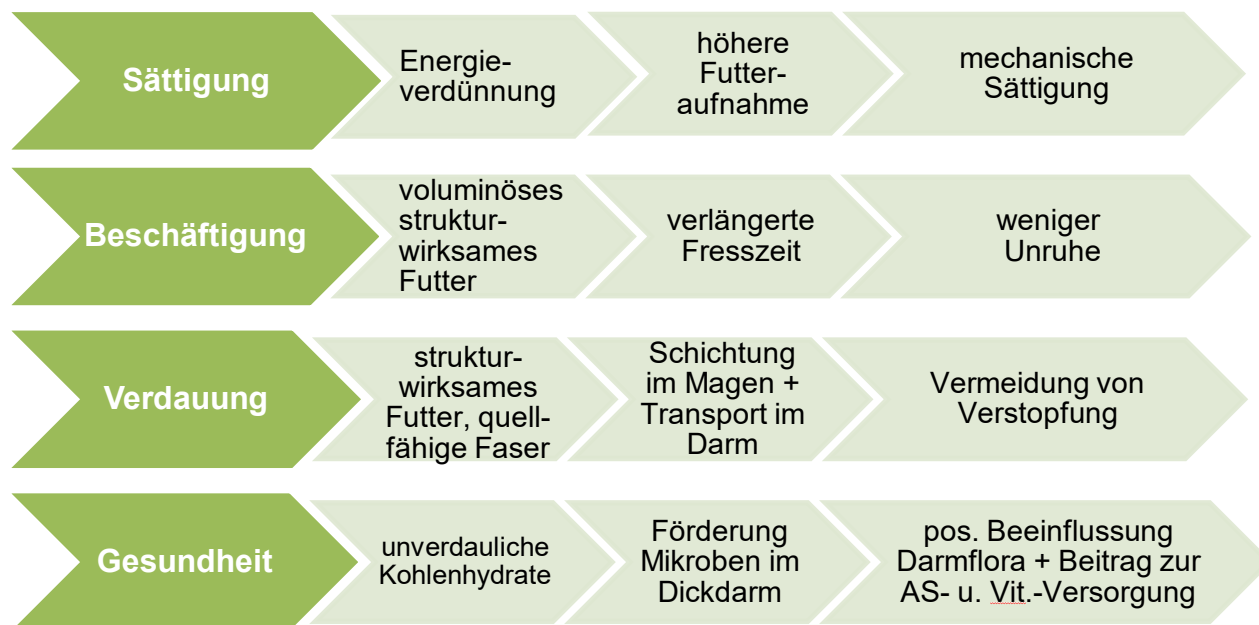 Sättigung
Energie-
verdünnung
höhere
Futter-
aufnahme
mechanische
Sättigung
Beschäftigung
voluminöses
struktur-
wirksames
Futter
verlängerte
Fresszeit
weniger
Unruhe
Verdauung
struktur-
wirksames
Futter, quell-
fähige Faser
Schichtung
im Magen +
Transport im
Darm
Vermeidung von
Verstopfung
Gesundheit
unverdauliche
Kohlenhydrate
Förderung
Mikroben im
Dickdarm
pos. Beeinflussung
Darmflora + Beitrag zur
AS- u. Vit.-Versorgung